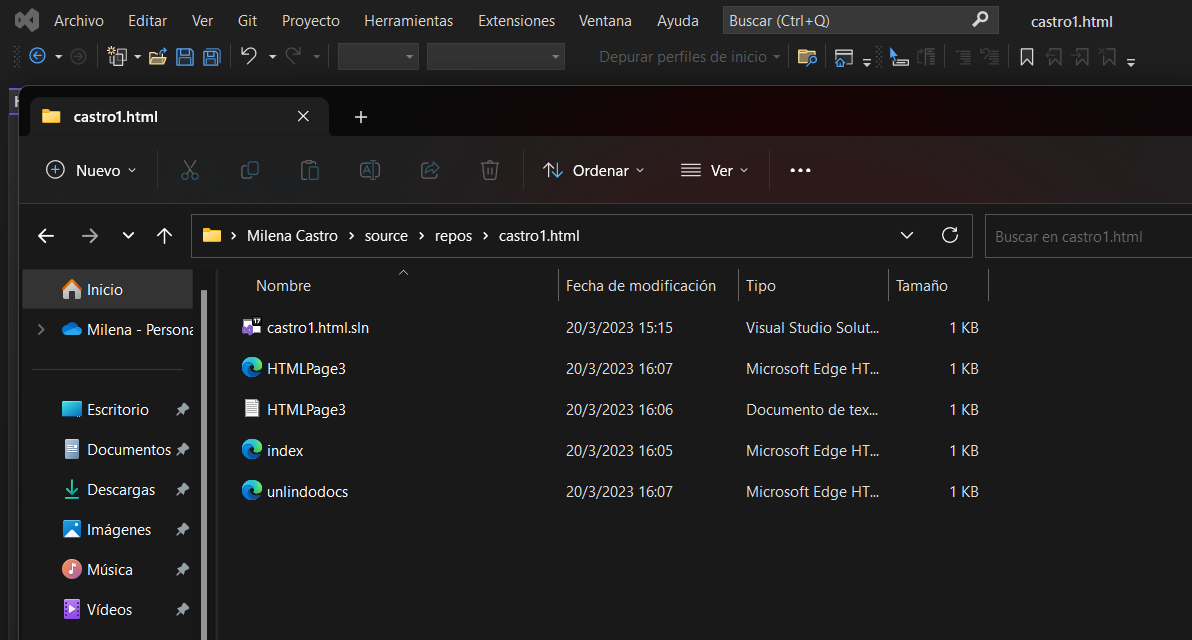 Archivo Editar Ver Git Proyecto Herramientas Extensiones Ventana Ayuda Buscar (Ctrl+Q) castro1.html
Depurar perfiles de inicio
castro1.html
Nuevo Ordenar Ver
Milena Castro source repos castro1.html Buscar en castro1.html
Inicio
Milena - Persona
Escritorio
Documentos
Descargas
Imágenes
Música
Vídeos
Nombre Fecha de modificación Tipo Tamaño
castro1.html.sln 20/3/2023 15:15 Visual Studio Solut... 1 KB
HTMLPage3 20/3/2023 16:07 Microsoft Edge HT... 1 KB
HTMLPage3 20/3/2023 16:06 Documento de tex... 1 KB
index 20/3/2023 16:05 Microsoft Edge HT... 1 KB
unlindodocs 20/3/2023 16:07 Microsoft Edge HT... 1 KB